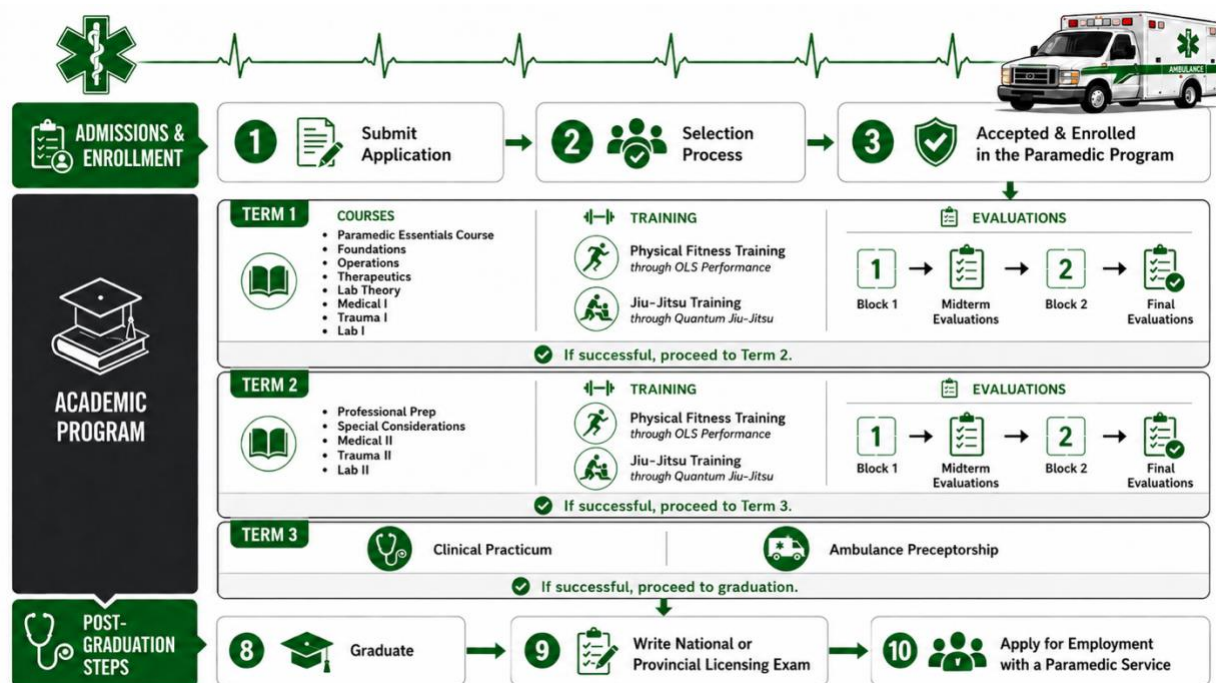 AMBULANCE
ADMISSIONS &
ENROLLMENT
1
Submit
Application
2
Selection
Process
3
Accepted & Enrolled
in the Paramedic Program
ACADEMIC
PROGRAM
TERM 1
COURSES
• Paramedic Essentials Course
• Foundations
• Operations
• Therapeutics
• Lab Theory
• Medical I
• Trauma I
• Lab I
TRAINING
Physical Fitness Training
through OLS Performance
Jiu-Jitsu Training
through Quantum Jiu-Jitsu
EVALUATIONS
1
Block 1
Midterm
Evaluations
2
Block 2
Final
Evaluations
If successful, proceed to Term 2.
TERM 2
• Professional Prep
• Special Considerations
• Medical II
• Trauma II
• Lab II
TRAINING
Physical Fitness Training
through OLS Performance
Jiu-Jitsu Training
through Quantum Jiu-Jitsu
EVALUATIONS
1
Block 1
Midterm
Evaluations
2
Block 2
Final
Evaluations
If successful, proceed to Term 3.
TERM 3
Clinical Practicum
Ambulance Preceptorship
If successful, proceed to graduation.
POST-
GRADUATION
STEPS
8
Graduate
9
Write National or
Provincial Licensing Exam
10
Apply for Employment
with a Paramedic Service